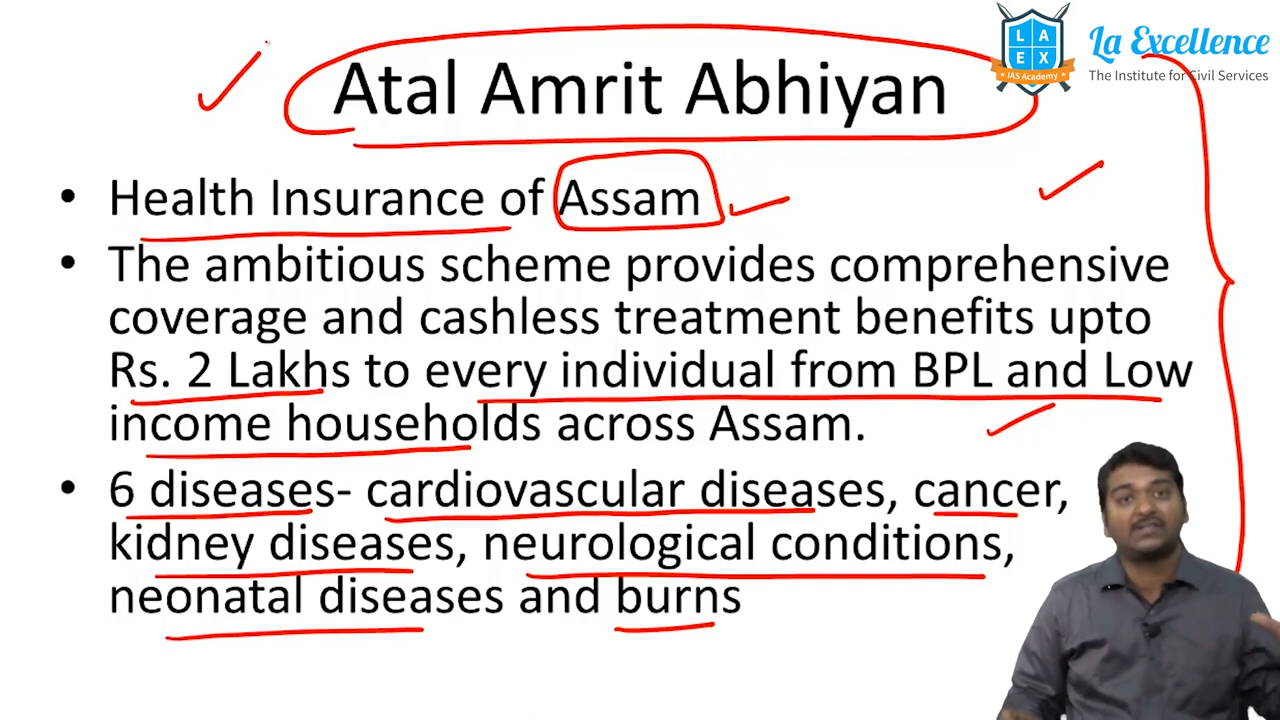 LA
EX
IAS Academy
La Excellence
The Institute for Civil Services
Atal Amrit Abhiyan
• Health Insurance of Assam
• The ambitious scheme provides comprehensive
coverage and cashless treatment benefits upto
Rs. 2 Lakhs to every individual from BPL and Low
income households across Assam.
• 6 diseases- cardiovascular diseases, cancer,
kidney diseases, neurological conditions,
neonatal diseases and burns